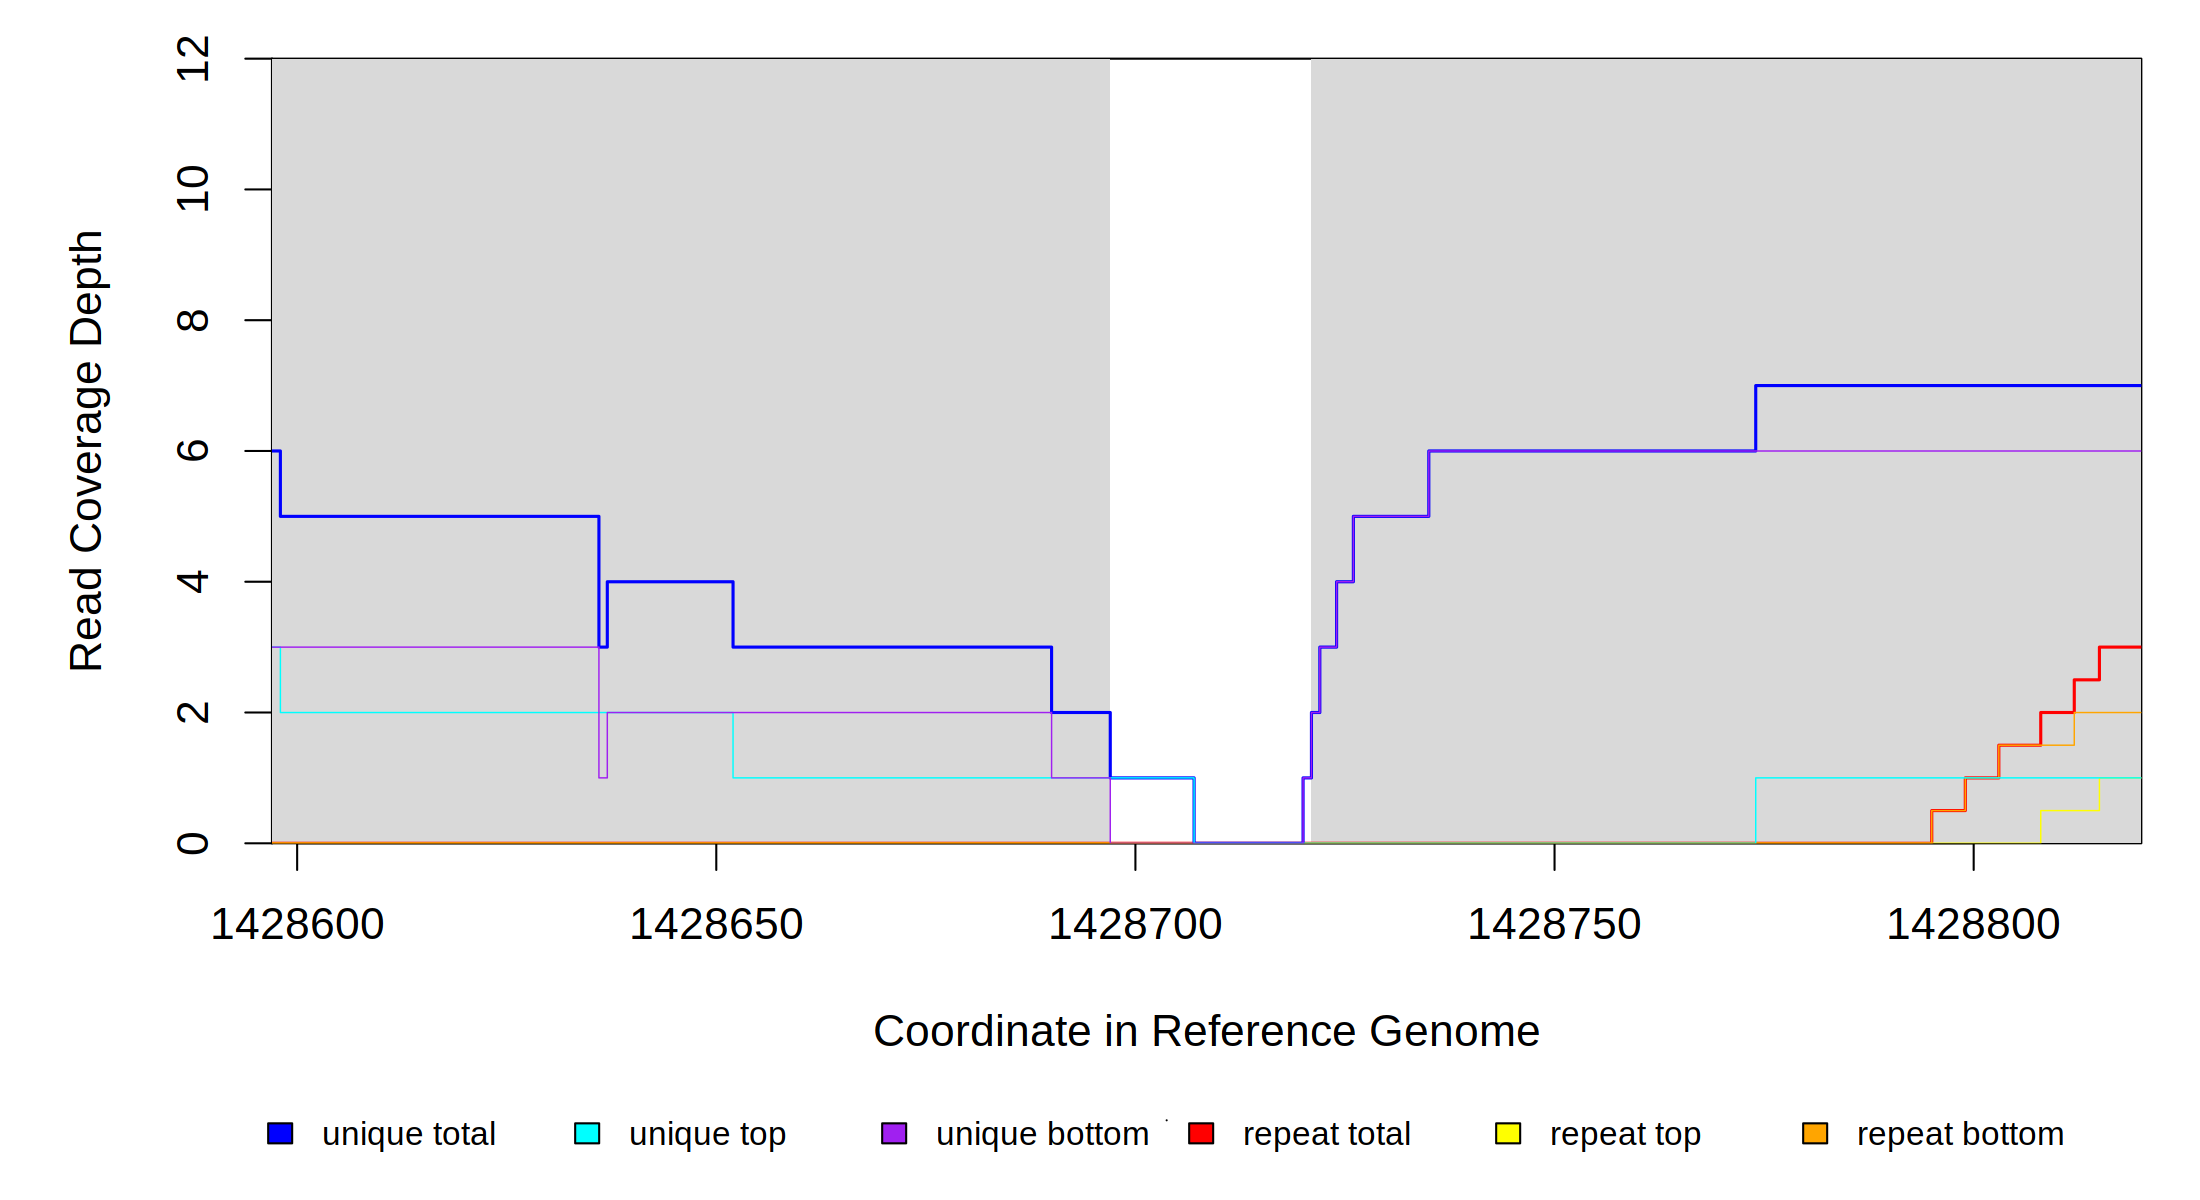 12
10
8
6
4
2
0
Read Coverage Depth
1428600 1428650 1428700 1428750 1428800
Coordinate in Reference Genome
unique total unique top unique bottom repeat total repeat top repeat bottom